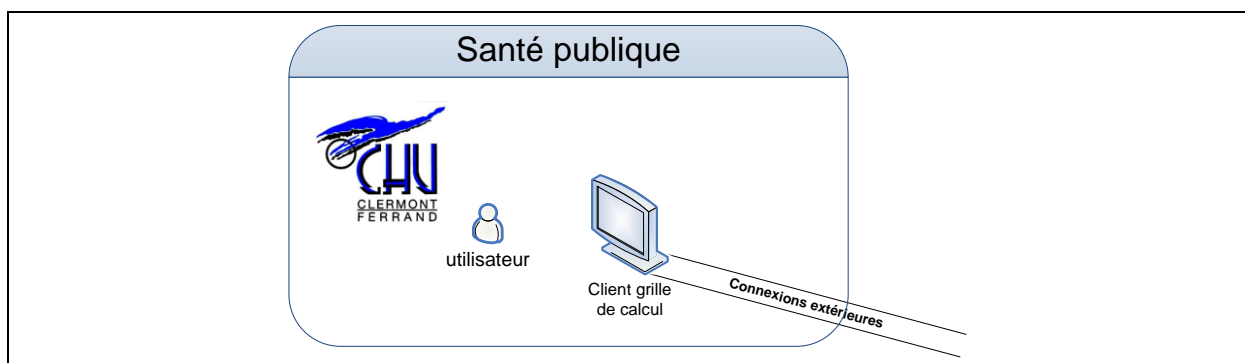 Santé publique
CHU
CLERMONT
FERRAND
utilisateur
Client grille
de calcul
Connexions extérieures